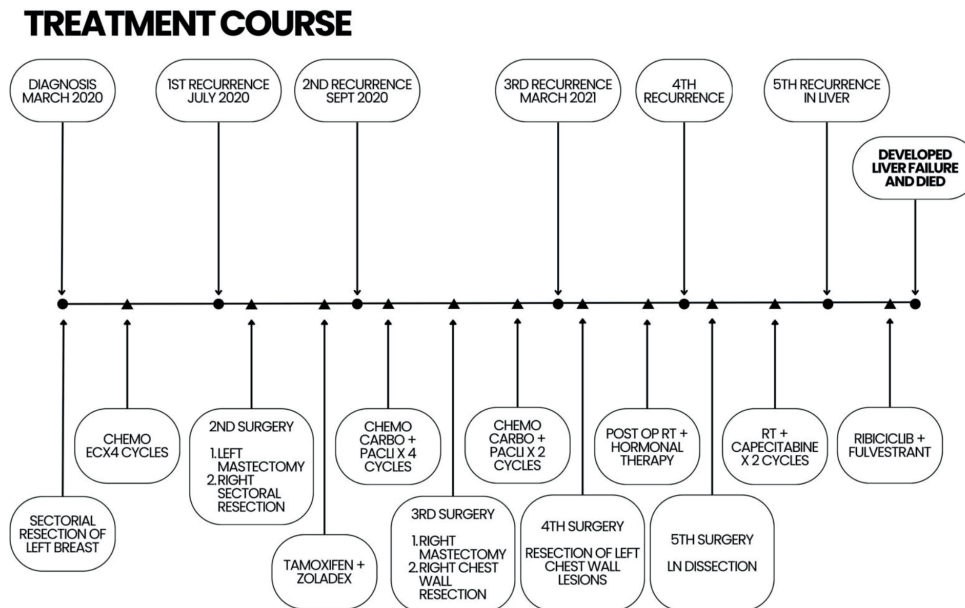 TREATMENT COURSE
DIAGNOSIS
MARCH 2020
1ST RECURRENCE
JULY 2020
2ND RECURRENCE
SEPT 2020
3RD RECURRENCE
MARCH 2021
4TH
RECURRENCE
5TH RECURRENCE
IN LIVER
DEVELOPED
LIVER FAILURE
AND DIED
SECTORIAL
RESECTION OF
LEFT BREAST
CHEMO
ECX4 CYCLES
2ND SURGERY
1.LEFT
MASTECTOMY
2.RIGHT
SECTORAL
RESECTION
TAMOXIFEN +
ZOLADEX
CHEMO
CARBO +
PACLI X 4
CYCLES
3RD SURGERY
1.RIGHT
MASTECTOMY
2.RIGHT CHEST
WALL
RESECTION
CHEMO
CARBO +
PACLI X 2
CYCLES
4TH SURGERY
RESECTION OF LEFT
CHEST WALL
LESIONS
POST OP RT +
HORMONAL
THERAPY
5TH SURGERY
LN DISSECTION
RT +
CAPECITABINE
X 2 CYCLES
RIBICICLIB +
FULVESTRANT